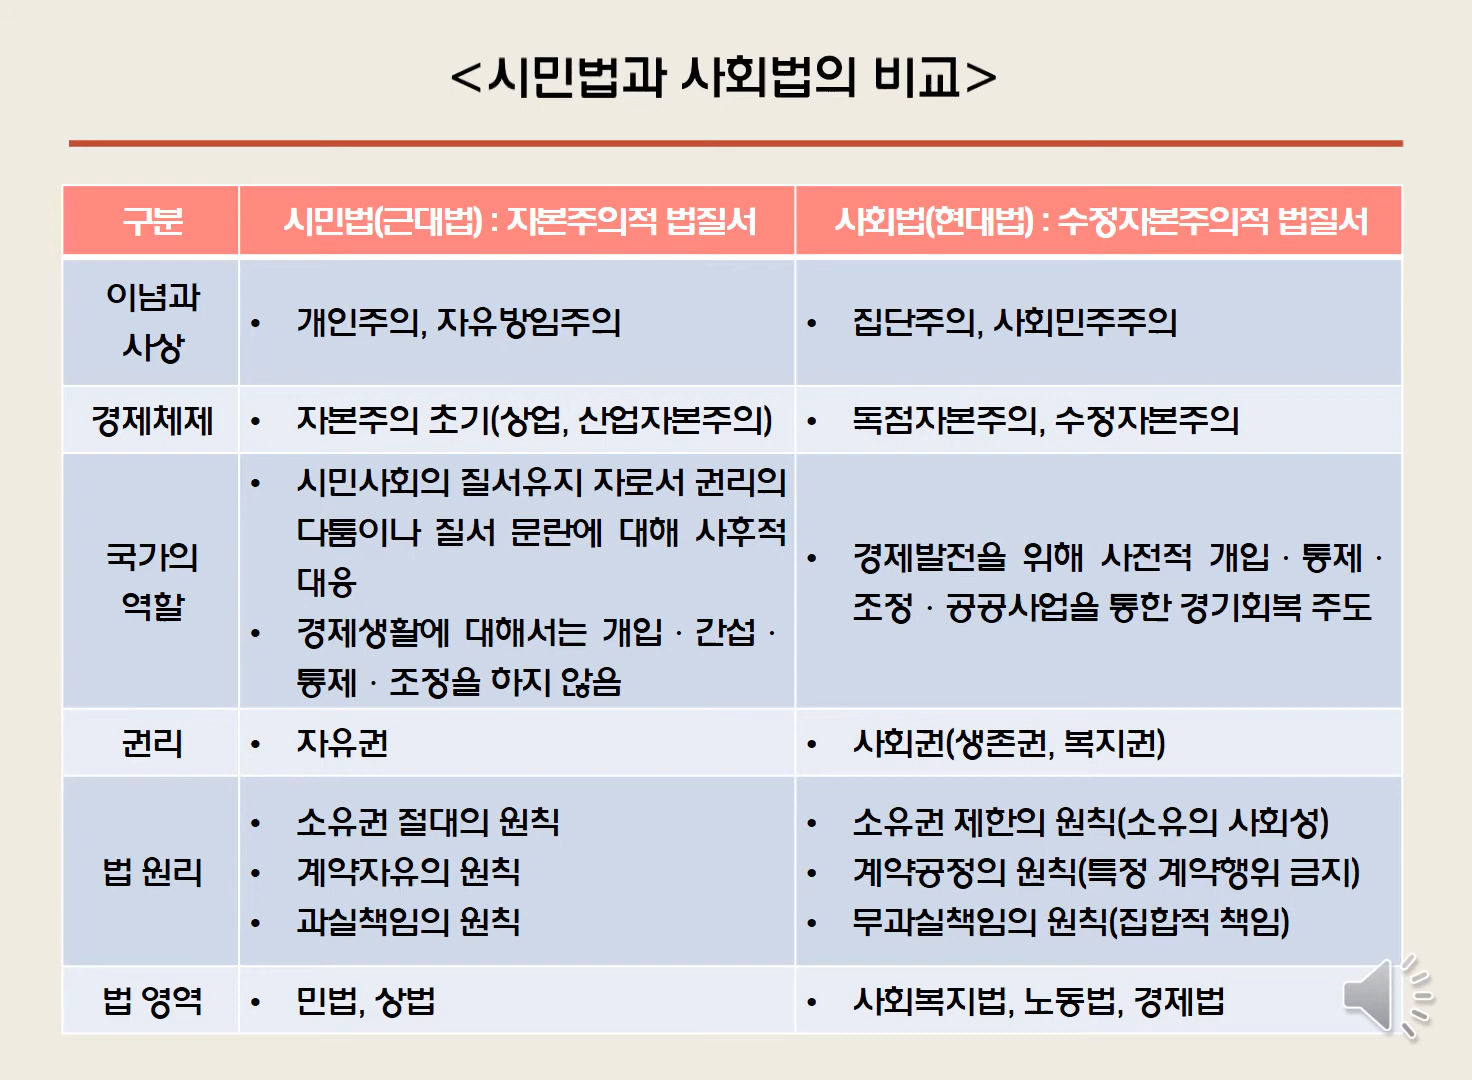 <시민법과 사회법의 비교>
구분
시민법(근대법) : 자본주의적 법질서
사회법(현대법) : 수정자본주의적 법질서
이념과
사상
• 개인주의, 자유방임주의
• 집단주의, 사회민주주의
경제체제
• 자본주의 초기(상업, 산업자본주의)
• 독점자본주의, 수정자본주의
국가의
역할
• 시민사회의 질서유지 자로서 권리의
다툼이나 질서 문란에 대해 사후적
대응
• 경제생활에 대해서는 개입 · 간섭 ·
통제 · 조정을 하지 않음
• 경제발전을 위해 사전적 개입 · 통제 ·
조정 · 공공사업을 통한 경기회복 주도
권리
• 자유권
• 사회권(생존권, 복지권)
법 원리
• 소유권 절대의 원칙
• 계약자유의 원칙
• 과실책임의 원칙
• 소유권 제한의 원칙(소유의 사회성)
• 계약공정의 원칙(특정 계약행위 금지)
• 무과실책임의 원칙(집합적 책임)
법 영역
• 민법, 상법
• 사회복지법, 노동법, 경제법